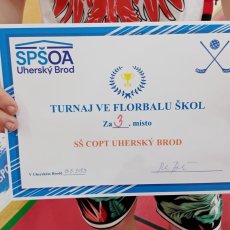 SPŠOA
Uherský Brod
TURNAJ VE FLORBALU ŠKOL
Za 3. místo
SŠ COPT UHERSKÝ BROD
V Uherském Brodě